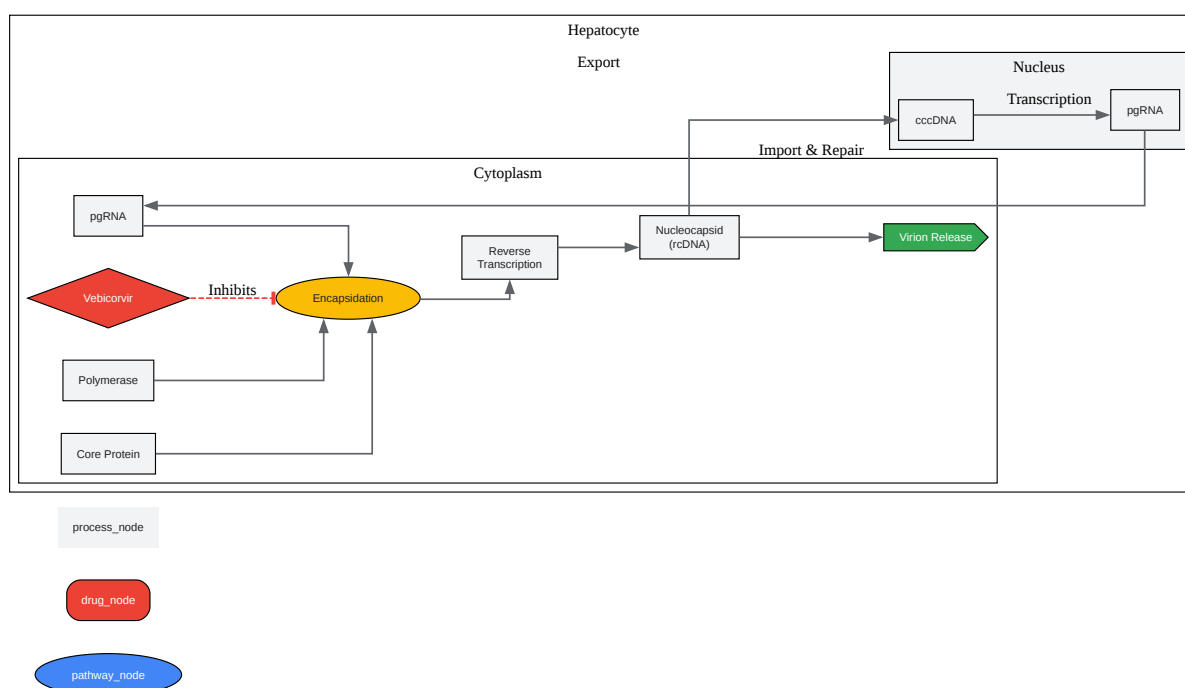 Hepatocyte
Export
Nucleus
Transcription
cccDNA
pgRNA
Import & Repair
Cytoplasm
pgRNA
Nucleocapsid
(rcDNA)
Virion Release
Reverse
Transcription
Vebicorvir
Inhibits
Encapsidation
Polymerase
Core Protein
process_node
drug_node
pathway_node